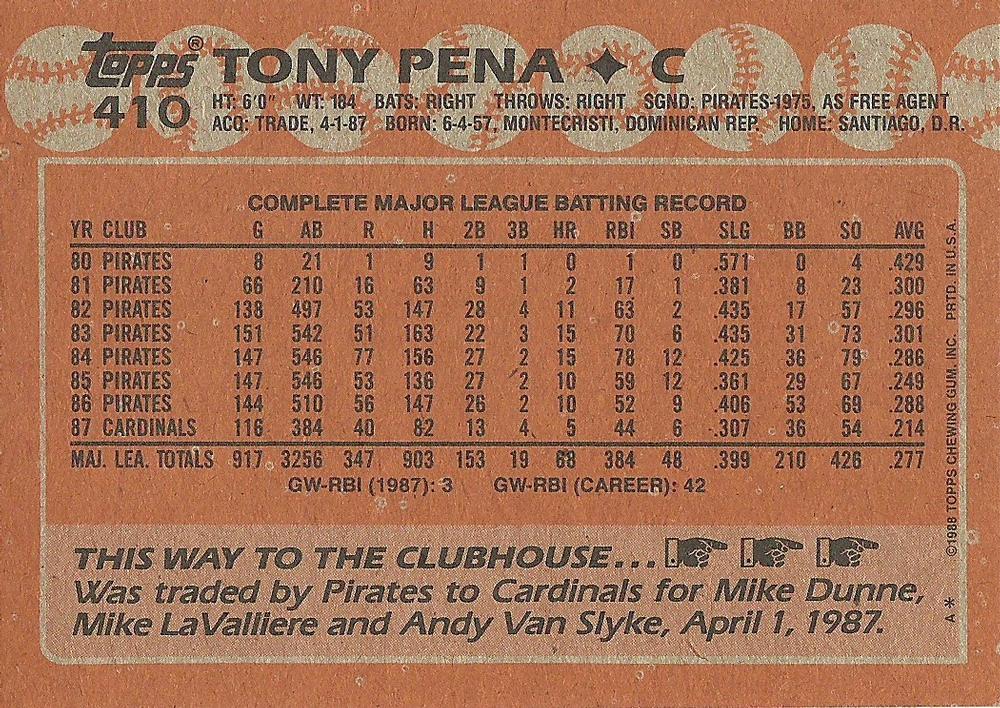 Topps® TONY PENA ✦ C
410 HT: 6'0" WT: 184 BATS: RIGHT THROWS: RIGHT SGND: PIRATES-1975, AS FREE AGENT
ACQ: TRADE, 4-1-87 BORN: 6-4-57, MONTECRISTI, DOMINICAN REP. HOME: SANTIAGO, D.R.
COMPLETE MAJOR LEAGUE BATTING RECORD
YR CLUB G AB R H 2B 3B HR RBI SB SLG BB SO AVG
80 PIRATES 8 21 1 9 1 1 0 1 0 .571 0 4 .429
81 PIRATES 66 210 16 63 9 1 2 17 1 .381 8 23 .300
82 PIRATES 138 497 53 147 28 4 11 63 2 .435 17 57 .296
83 PIRATES 151 542 51 163 22 3 15 70 6 .435 31 73 .301
84 PIRATES 147 546 77 156 27 2 15 78 12 .425 36 79 .286
85 PIRATES 147 546 53 136 27 2 10 59 12 .361 29 67 .249
86 PIRATES 144 510 56 147 26 2 10 52 9 .406 53 69 .288
87 CARDINALS 116 384 40 82 13 4 5 44 6 .307 36 54 .214
MAJ. LEA. TOTALS 917 3256 347 903 153 19 68 384 48 .399 210 426 .277
GW-RBI (1987): 3 GW-RBI (CAREER): 42
THIS WAY TO THE CLUBHOUSE...
Was traded by Pirates to Cardinals for Mike Dunne,
Mike LaValliere and Andy Van Slyke, April 1, 1987.
©1988 TOPPS CHEWING GUM, INC. PRTD. IN U.S.A.
A *